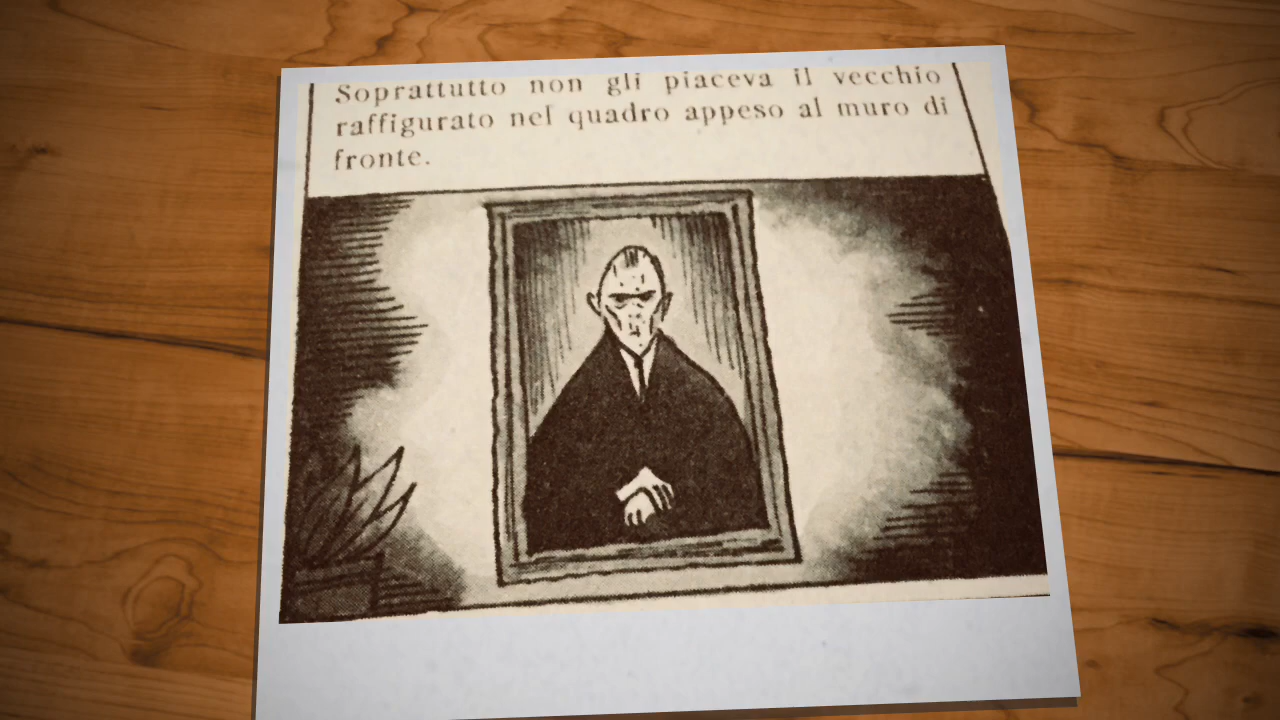 Soprattutto non gli piaceva il vecchio
raffigurato nel quadro appeso al muro di
fronte.